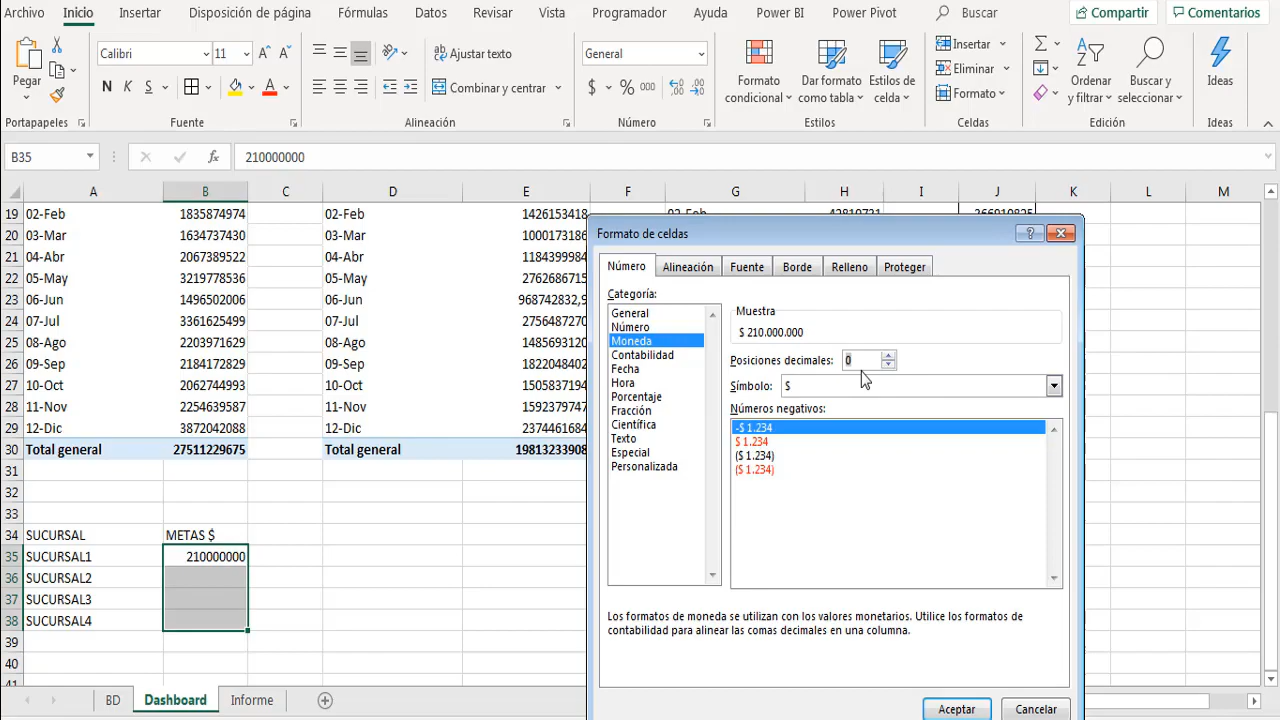 Archivo Inicio Insertar Disposición de página Fórmulas Datos Revisar Vista Programador Ayuda Power BI Power Pivot Buscar Compartir Comentarios
Pegar Calibri 11 Ajustar texto General Formato condicional Dar formato como tabla Estilos de celda Insertar Ordenar y filtrar Buscar y seleccionar Ideas
N K S Combinar y centrar $ % 000 Eliminar
Formato
Portapapeles Fuente Alineación Número Estilos Celdas Edición Ideas
B35 fx 210000000
A B C D E F G H I J K L M
19 02-Feb 1835874974 02-Feb 1426153418 02-Feb 42810731 366910825
20 03-Mar 1634737430 03-Mar 1000173186
21 04-Abr 2067389522 04-Abr 1184399984
22 05-May 3219778536 05-May 2762686715
23 06-Jun 1496502006 06-Jun 968742832,9
24 07-Jul 3361625499 07-Jul 2756487270
25 08-Ago 2203971629 08-Ago 1485693120
26 09-Sep 2184172829 09-Sep 1822048402
27 10-Oct 2062744993 10-Oct 1505837194
28 11-Nov 2254639587 11-Nov 1592379747
29 12-Dic 3872042088 12-Dic 2374461684
30 Total general 27511229675 Total general 19813233908
31
32
33
34 SUCURSAL METAS $
35 SUCURSAL1 210000000
36 SUCURSAL2
37 SUCURSAL3
38 SUCURSAL4
39
40
41
Formato de celdas
Número Alineación Fuente Borde Relleno Proteger
Categoría:
General
Número
Moneda
Contabilidad
Fecha
Hora
Porcentaje
Fracción
Científica
Texto
Especial
Personalizada
Muestra
$ 210.000.000
Posiciones decimales: 0
Símbolo: $
Números negativos:
-$ 1.234
$ 1.234
($ 1.234)
($ 1.234)
Los formatos de moneda se utilizan con los valores monetarios. Utilice los formatos de
contabilidad para alinear las comas decimales en una columna.
Aceptar Cancelar
BD Dashboard Informe